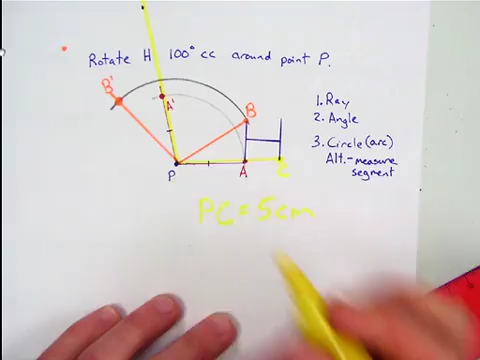 Rotate H 100° cc around point P.
B'
A'
B
1. Ray
2. Angle
3. Circle (arc)
Alt. - measure
segment
P
A
C
PC = 5cm